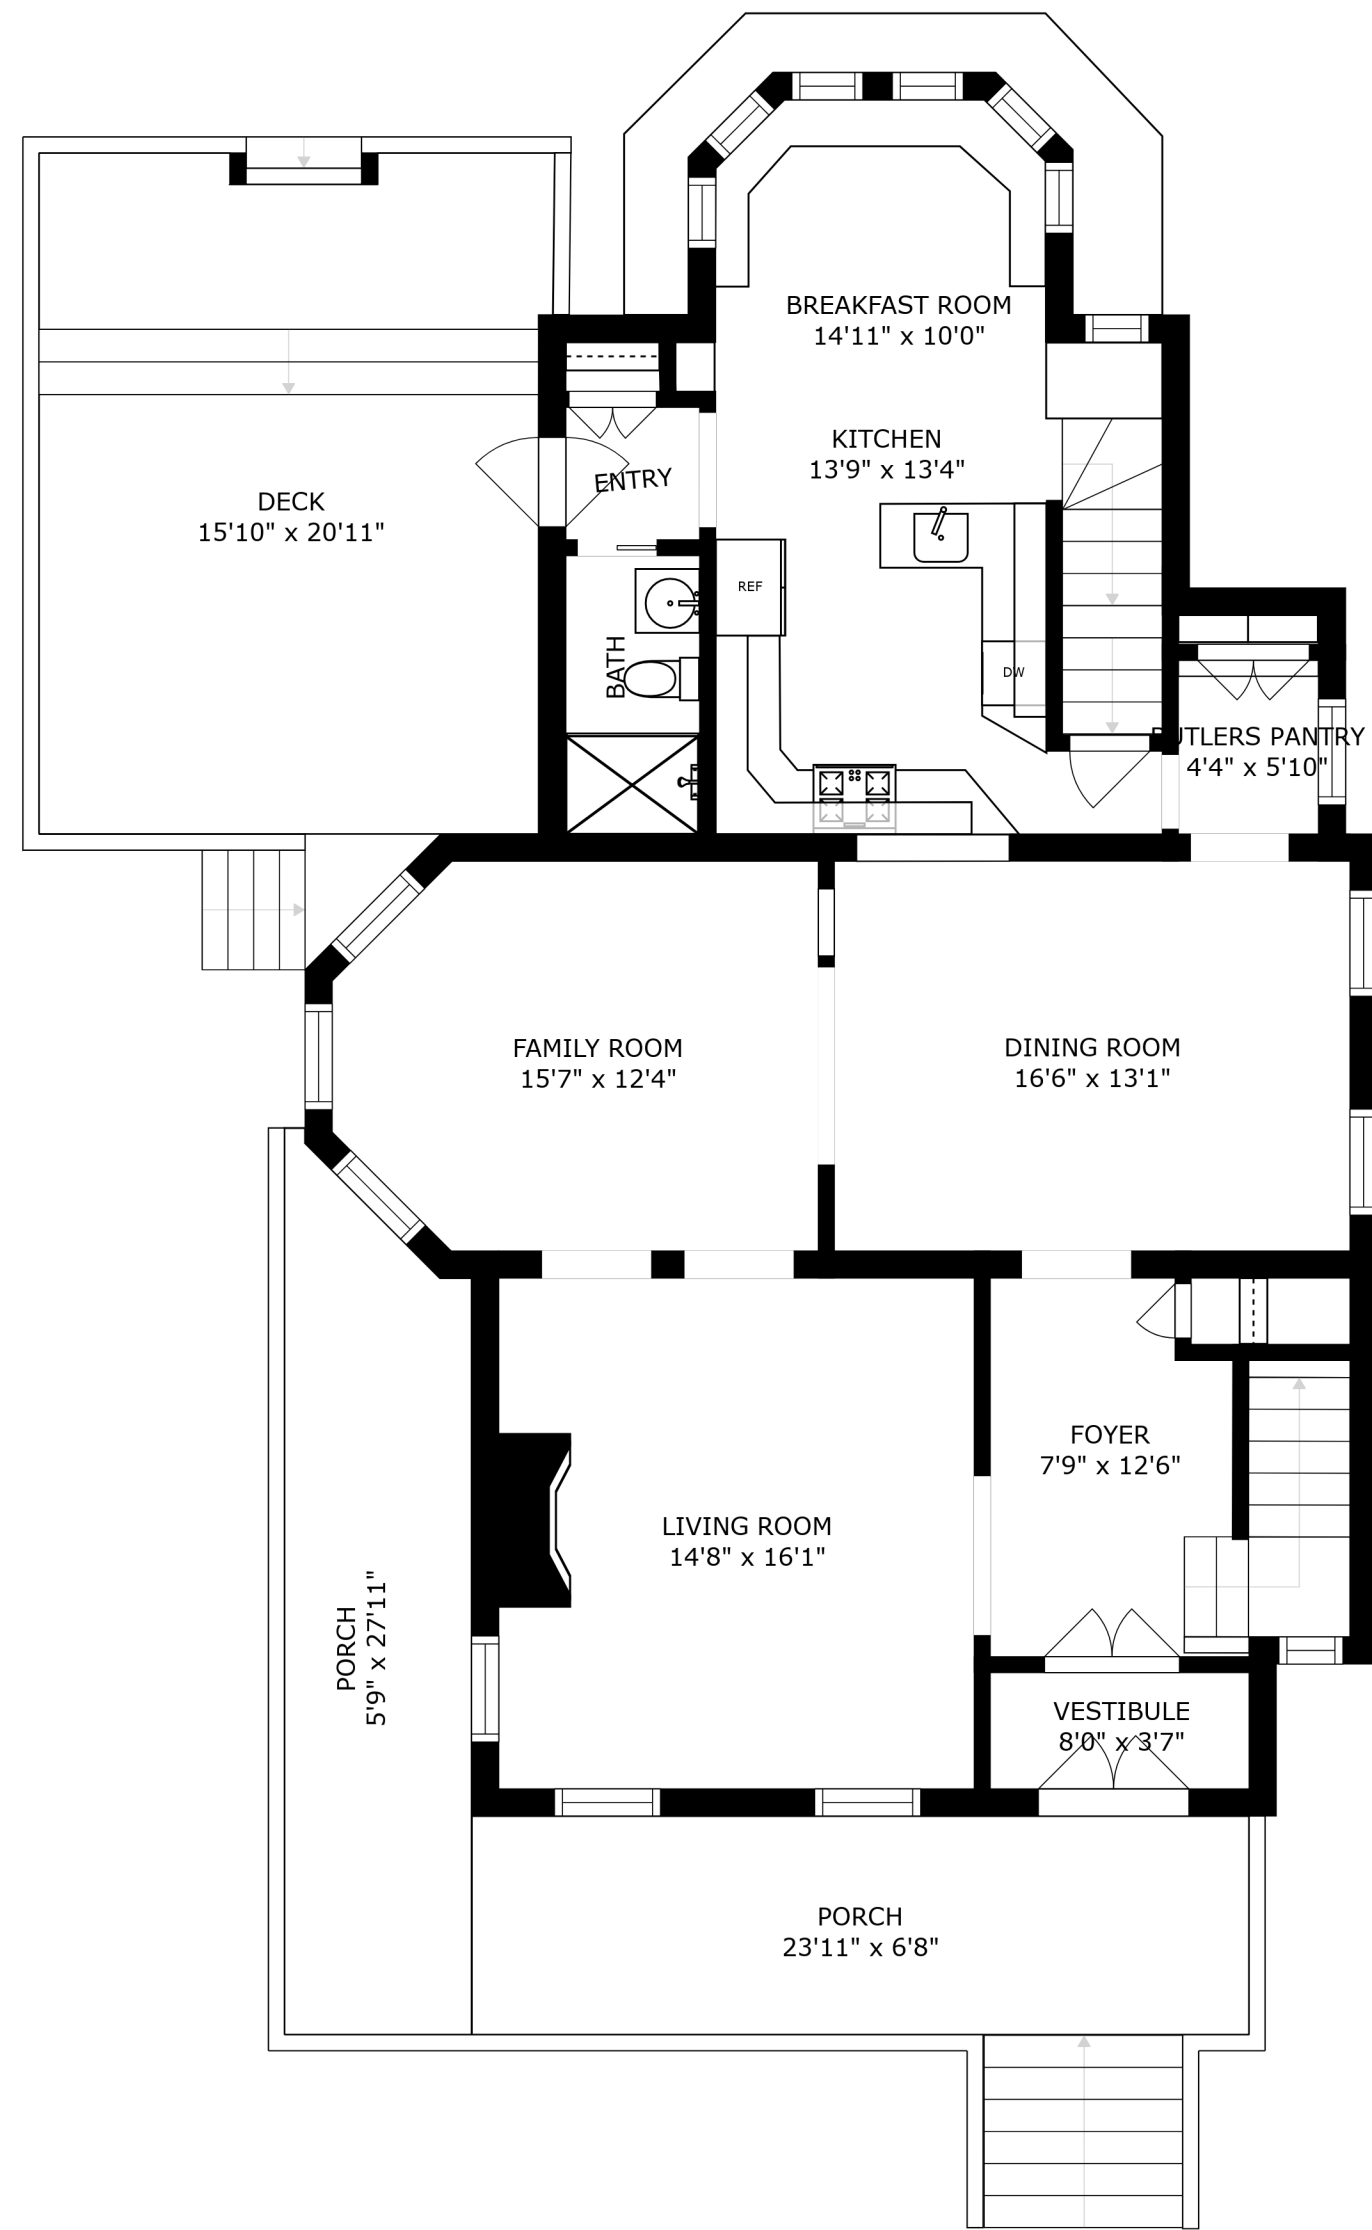 BREAKFAST ROOM
14'11" x 10'0"
KITCHEN
13'9" x 13'4"
ENTRY
DECK
15'10" x 20'11"
REF
BATH
DW
BUTLERS PANTRY
4'4" x 5'10"
FAMILY ROOM
15'7" x 12'4"
DINING ROOM
16'6" x 13'1"
FOYER
7'9" x 12'6"
LIVING ROOM
14'8" x 16'1"
PORCH
5'9" x 27'11"
VESTIBULE
8'0" x 3'7"
PORCH
23'11" x 6'8"